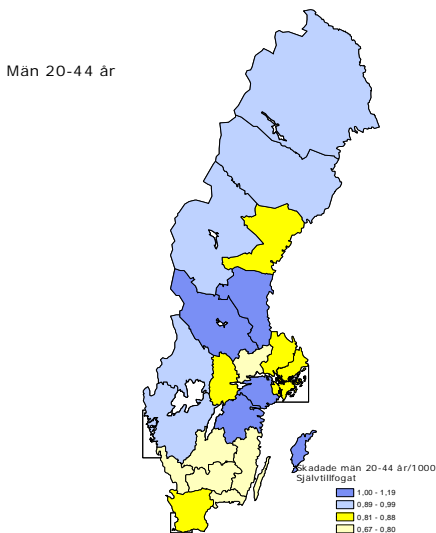 Män 20-44 år
Skadade män 20-44 år/1000
Självtillfogat
1,00 - 1,19
0,89 - 0,99
0,81 - 0,88
0,67 - 0,80